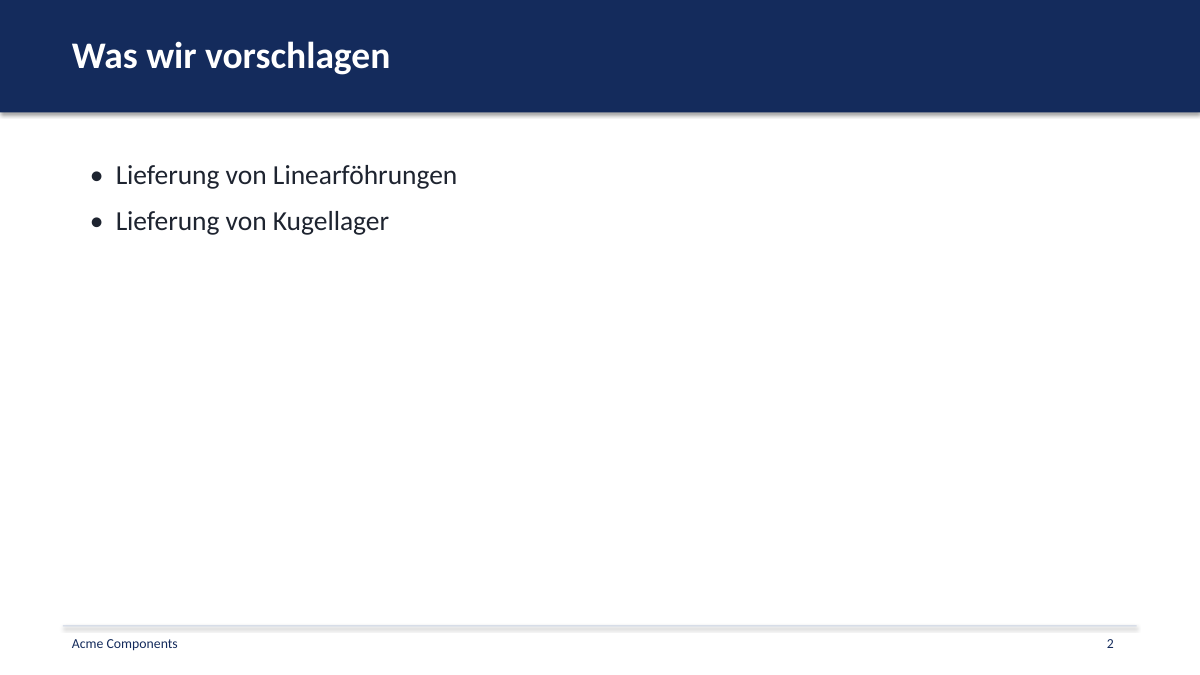 Was wir vorschlagen
• Lieferung von Linearföhrungen
• Lieferung von Kugellager
Acme Components
2